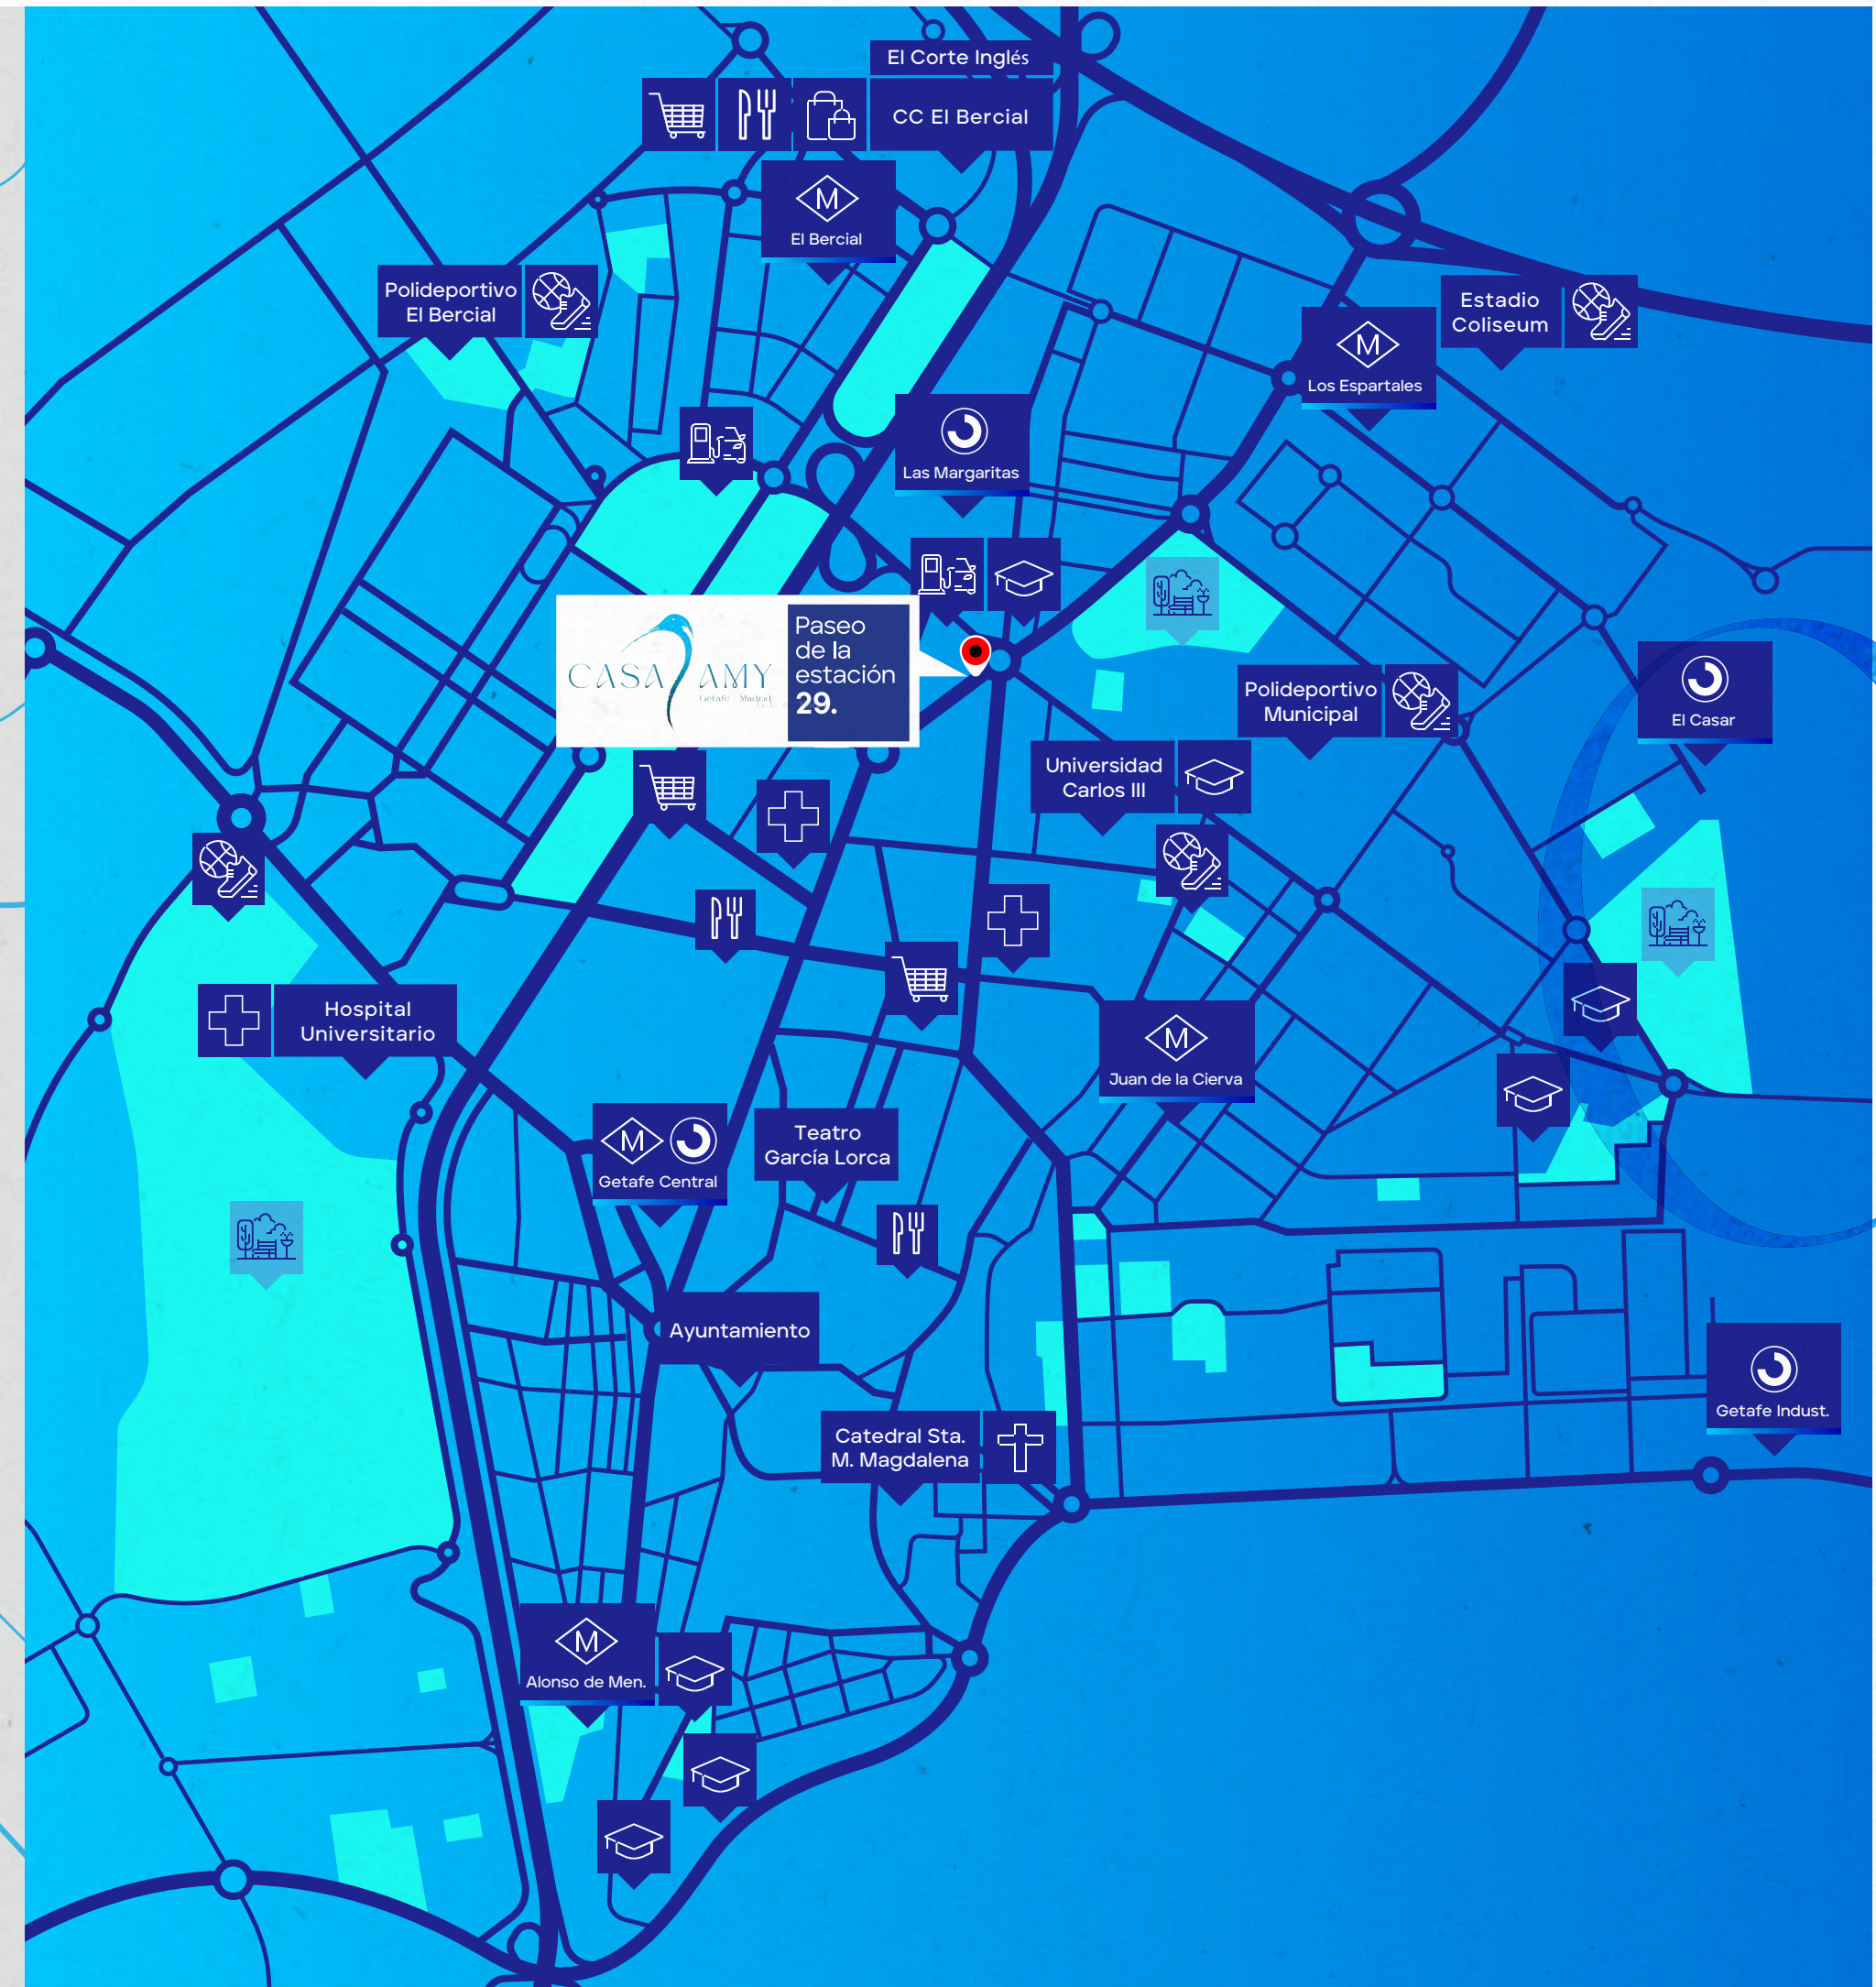 El Corte Inglés
CC El Bercial
M
El Bercial
Polideportivo
El Bercial
Estadio
Coliseum
M
Los Espartales
Las Margaritas
CASA AMY
Getafe Madrid
Paseo
de la
estación
29.
Polideportivo
Municipal
El Casar
Universidad
Carlos III
Hospital
Universitario
M
Juan de la Cierva
M
Getafe Central
Teatro
García Lorca
Ayuntamiento
Getafe Indust.
Catedral Sta.
M. Magdalena
M
Alonso de Men.